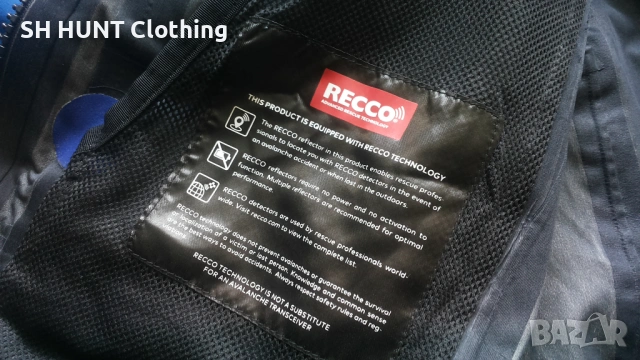 SH HUNT Clothing
RECCO
ADVANCED RESCUE TECHNOLOGY
THIS PRODUCT IS EQUIPPED WITH RECCO TECHNOLOGY
The RECCO reflector in this product enables rescue profes-
sionals to locate you with RECCO detectors in the event of
an avalanche accident or when lost in the outdoors.
RECCO reflectors require no power and no activation to
function. Multiple reflectors are recommended for optimal
performance.
RECCO detectors are used by rescue professionals world-
wide. Visit recco.com to view the complete list.
RECCO technology does not prevent avalanches or guarantee the survival
or location of a victim or lost person. Knowledge and common sense
are the best ways to avoid accidents. Always respect safety rules and reg-
RECCO TECHNOLOGY IS NOT A SUBSTITUTE
FOR AN AVALANCHE TRANSCEIVER
BAZAR
bg